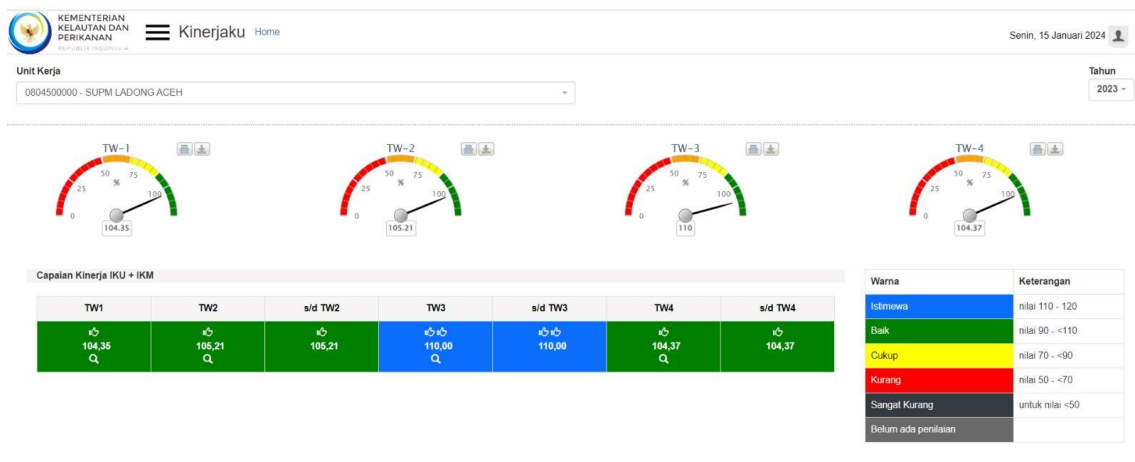 KEMENTERIAN
KELAUTAN DAN
PERIKANAN
REPUBLIK INDONESIA
Kinerjaku Home
Senin, 15 Januari 2024
Unit Kerja
Tahun
0804500000 - SUPM LADONG ACEH
2023
TW-1
0 25 50 75 100
%
104.35
TW-2
0 25 50 75 100
%
105.21
TW-3
0 25 50 75 100
%
110
TW-4
0 25 50 75 100
%
104.37
Capaian Kinerja IKU + IKM
TW1 TW2 s/d TW2 TW3 s/d TW3 TW4 s/d TW4
104,35 105,21 105,21 110,00 110,00 104,37 104,37
Warna Keterangan
Istimewa nilai 110 - 120
Baik nilai 90 - <110
Cukup nilai 70 - <90
Kurang nilai 50 - <70
Sangat Kurang untuk nilai <50
Belum ada penilaian